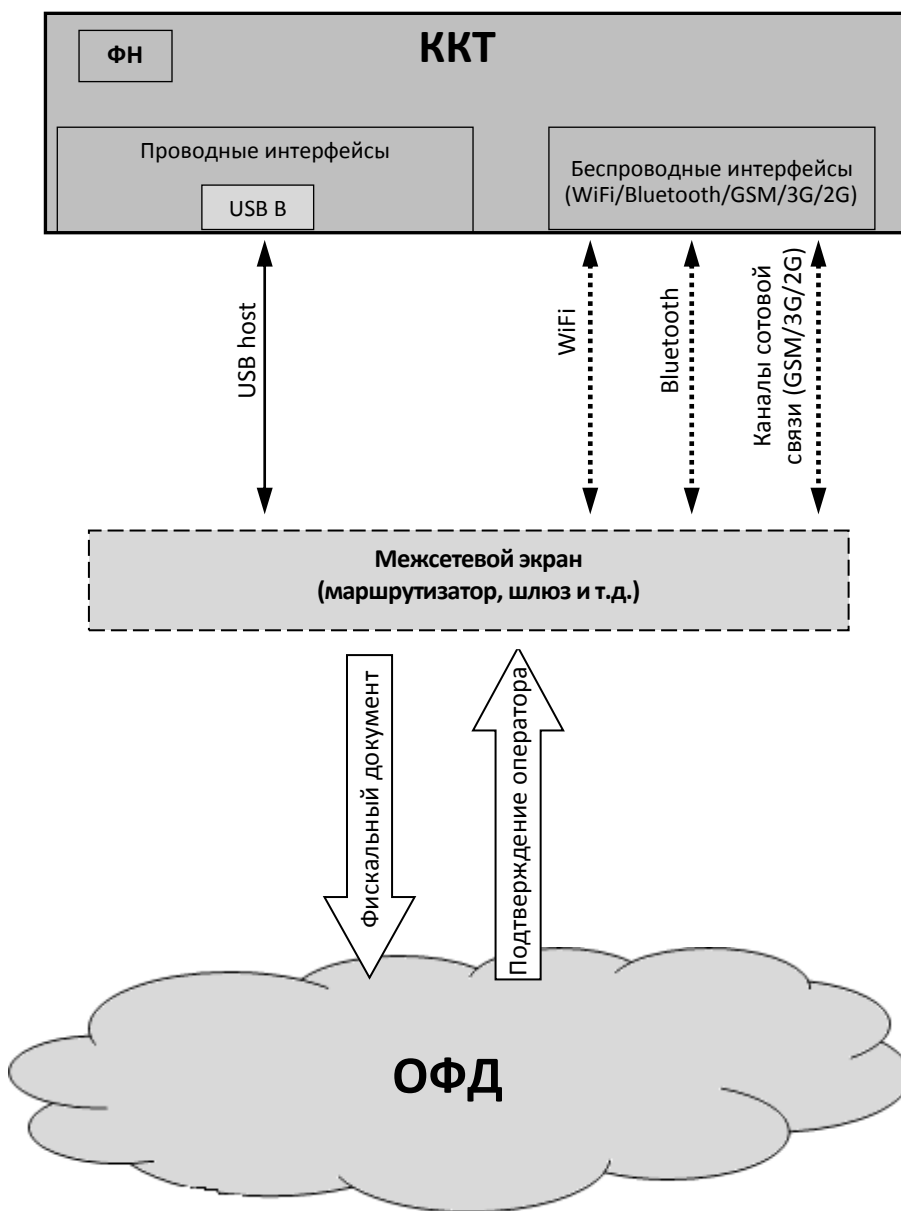 ФН
ККТ
Проводные интерфейсы
USB B
Беспроводные интерфейсы
(WiFi/Bluetooth/GSM/3G/2G)
USB host
WiFi
Bluetooth
Каналы сотовой
связи (GSM/3G/2G)
Межсетевой экран
(маршрутизатор, шлюз и т.д.)
Фискальный документ
Подтверждение оператора
ОФД